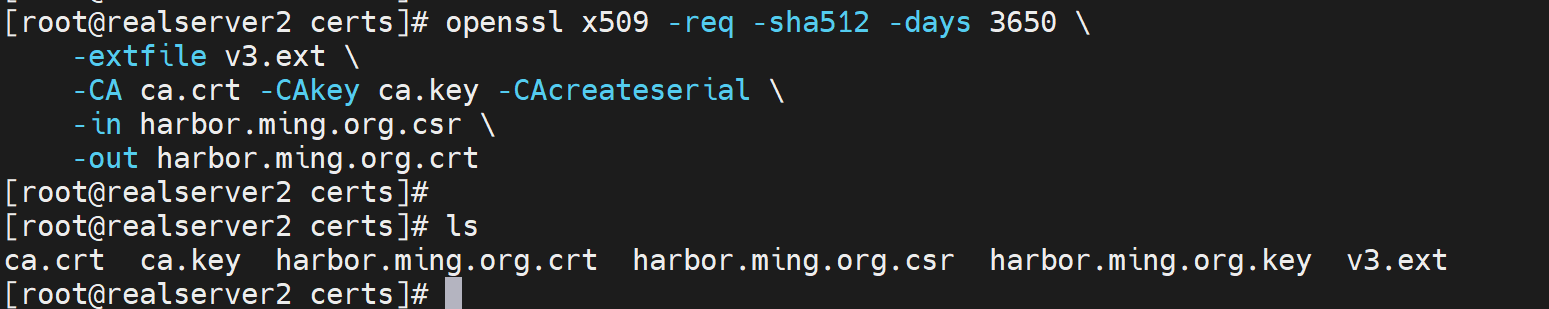 [root@realserver2 certs]# openssl x509 -req -sha512 -days 3650 \
    -extfile v3.ext \
    -CA ca.crt -CAkey ca.key -CAcreateserial \
    -in harbor.ming.org.csr \
    -out harbor.ming.org.crt
[root@realserver2 certs]#
[root@realserver2 certs]# ls
ca.crt  ca.key  harbor.ming.org.crt  harbor.ming.org.csr  harbor.ming.org.key  v3.ext
[root@realserver2 certs]#